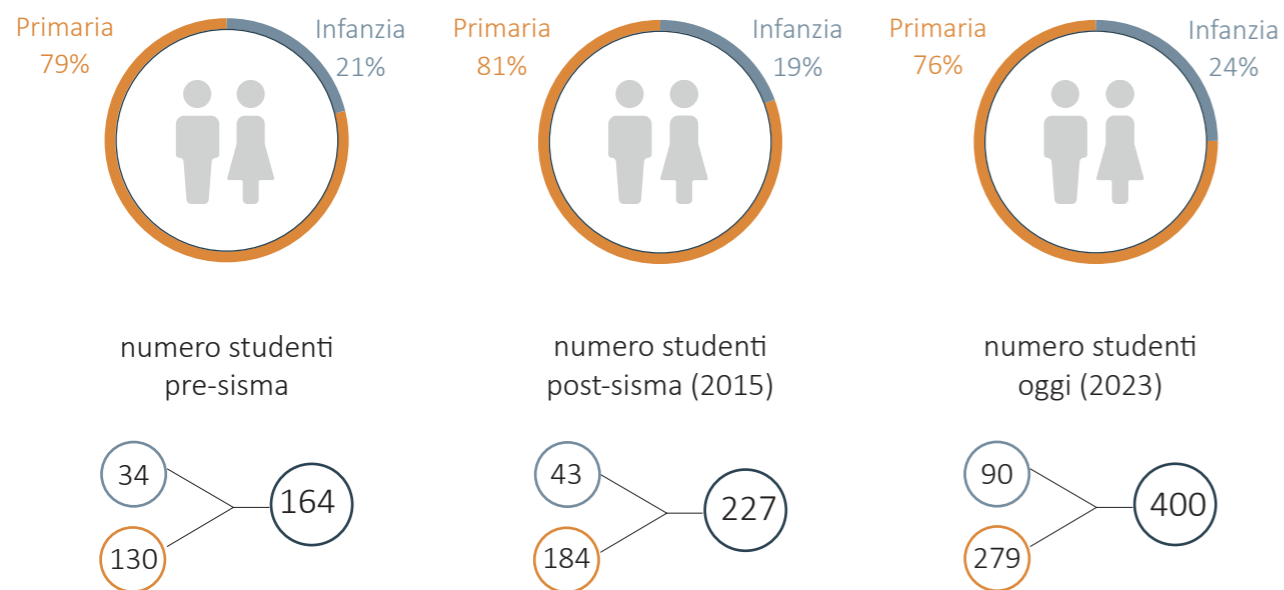 Primaria
79%
Infanzia
21%
Primaria
81%
Infanzia
19%
Primaria
76%
Infanzia
24%
numero studenti
pre-sisma
numero studenti
post-sisma (2015)
numero studenti
oggi (2023)
34
130
164
43
184
227
90
279
400